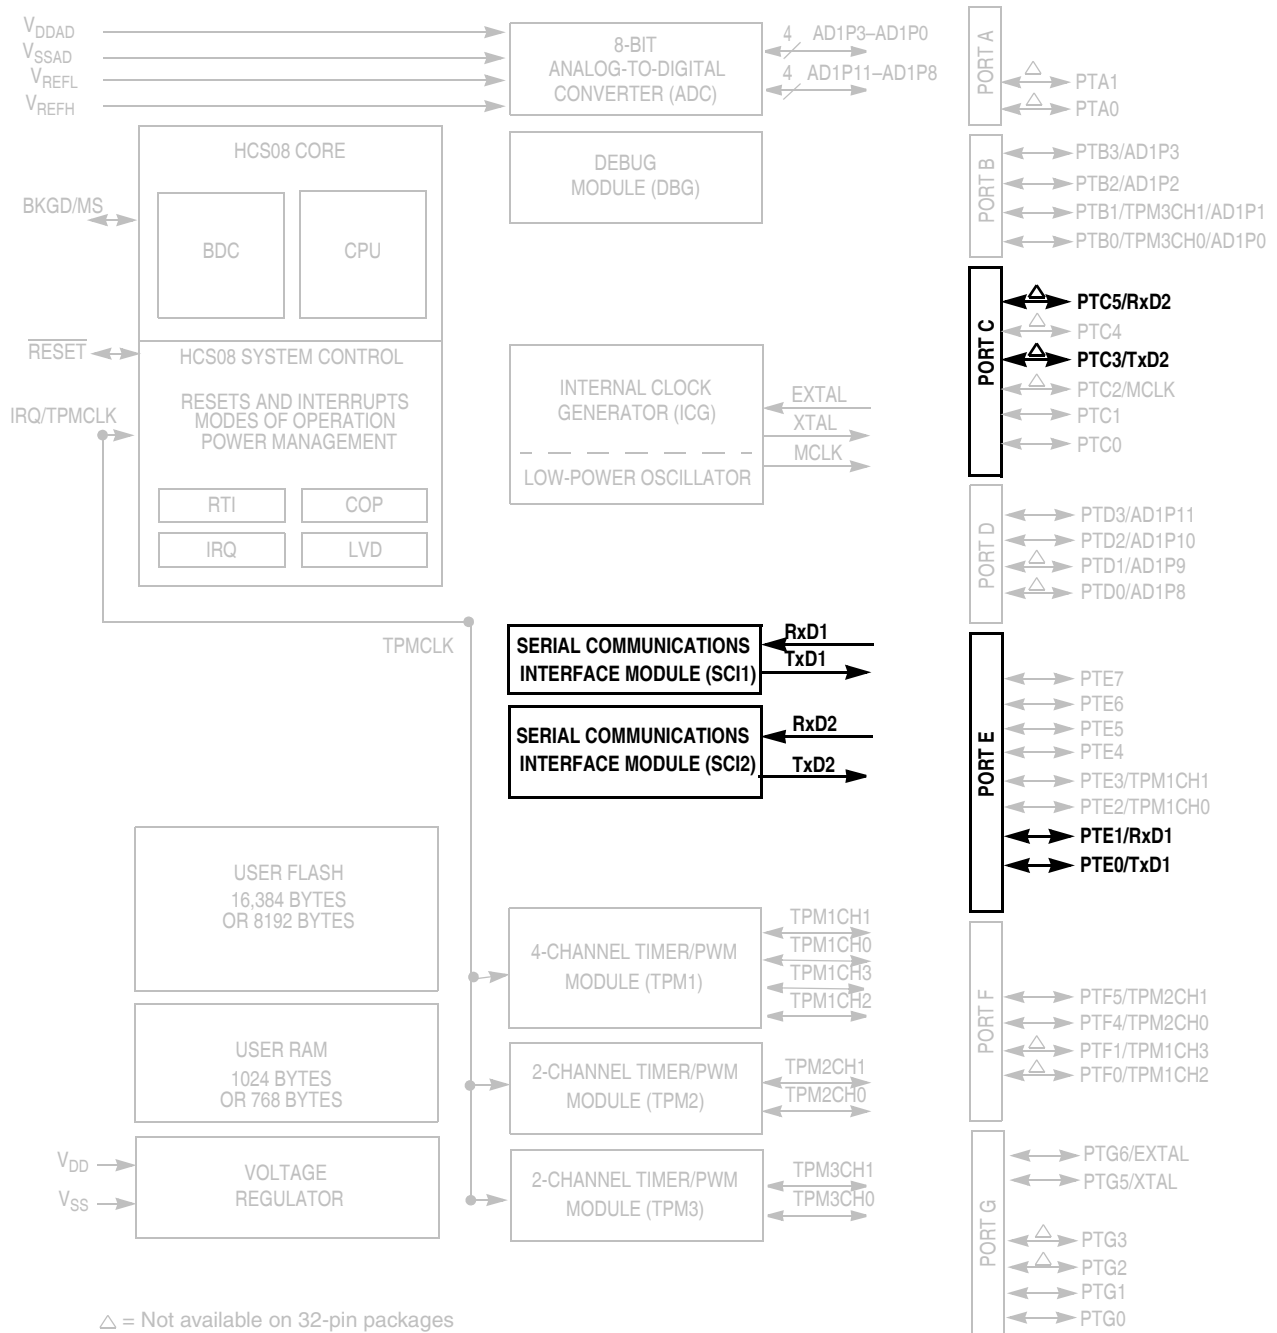 VDDAD
VSSAD
VREFL
VREFH
8-BIT
ANALOG-TO-DIGITAL
CONVERTER (ADC)
4 AD1P3–AD1P0
4 AD1P11–AD1P8
PORT A
PTA1
PTA0
HCS08 CORE
BDC
CPU
BKGD/MS
DEBUG
MODULE (DBG)
PORT B
PTB3/AD1P3
PTB2/AD1P2
PTB1/TPM3CH1/AD1P1
PTB0/TPM3CH0/AD1P0
RESET
HCS08 SYSTEM CONTROL
RESETS AND INTERRUPTS
MODES OF OPERATION
POWER MANAGEMENT
IRQ/TPMCLK
RTI
COP
IRQ
LVD
INTERNAL CLOCK
GENERATOR (ICG)
LOW-POWER OSCILLATOR
EXTAL
XTAL
MCLK
PORT C
PTC5/RxD2
PTC4
PTC3/TxD2
PTC2/MCLK
PTC1
PTC0
PORT D
PTD3/AD1P11
PTD2/AD1P10
PTD1/AD1P9
PTD0/AD1P8
TPMCLK
SERIAL COMMUNICATIONS
INTERFACE MODULE (SCI1)
RxD1
TxD1
SERIAL COMMUNICATIONS
INTERFACE MODULE (SCI2)
RxD2
TxD2
PORT E
PTE7
PTE6
PTE5
PTE4
PTE3/TPM1CH1
PTE2/TPM1CH0
PTE1/RxD1
PTE0/TxD1
USER FLASH
16,384 BYTES
OR 8192 BYTES
4-CHANNEL TIMER/PWM
MODULE (TPM1)
TPM1CH1
TPM1CH0
TPM1CH3
TPM1CH2
PORT F
PTF5/TPM2CH1
PTF4/TPM2CH0
PTF1/TPM1CH3
PTF0/TPM1CH2
USER RAM
1024 BYTES
OR 768 BYTES
2-CHANNEL TIMER/PWM
MODULE (TPM2)
TPM2CH1
TPM2CH0
VDD
VSS
VOLTAGE
REGULATOR
2-CHANNEL TIMER/PWM
MODULE (TPM3)
TPM3CH1
TPM3CH0
PORT G
PTG6/EXTAL
PTG5/XTAL
PTG3
PTG2
PTG1
PTG0
△ = Not available on 32-pin packages